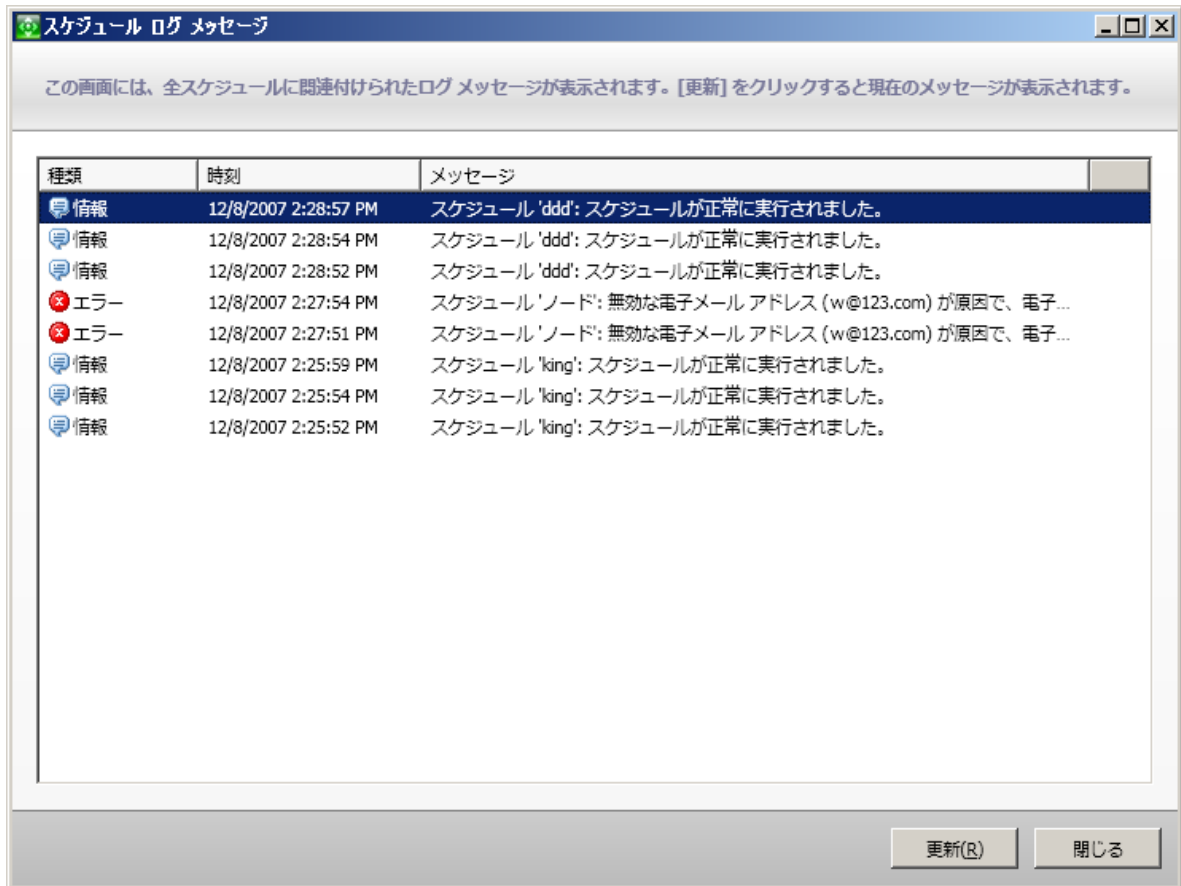 スケジュール ログ メッセージ
この画面には、全スケジュールに関連付けられたログ メッセージが表示されます。[更新] をクリックすると現在のメッセージが表示されます。
種類 時刻 メッセージ
情報 12/8/2007 2:28:57 PM スケジュール 'ddd': スケジュールが正常に実行されました。
情報 12/8/2007 2:28:54 PM スケジュール 'ddd': スケジュールが正常に実行されました。
情報 12/8/2007 2:28:52 PM スケジュール 'ddd': スケジュールが正常に実行されました。
エラー 12/8/2007 2:27:54 PM スケジュール 'ノード': 無効な電子メール アドレス (w@123.com) が原因で、電子...
エラー 12/8/2007 2:27:51 PM スケジュール 'ノード': 無効な電子メール アドレス (w@123.com) が原因で、電子...
情報 12/8/2007 2:25:59 PM スケジュール 'king': スケジュールが正常に実行されました。
情報 12/8/2007 2:25:54 PM スケジュール 'king': スケジュールが正常に実行されました。
情報 12/8/2007 2:25:52 PM スケジュール 'king': スケジュールが正常に実行されました。
更新(R) 閉じる